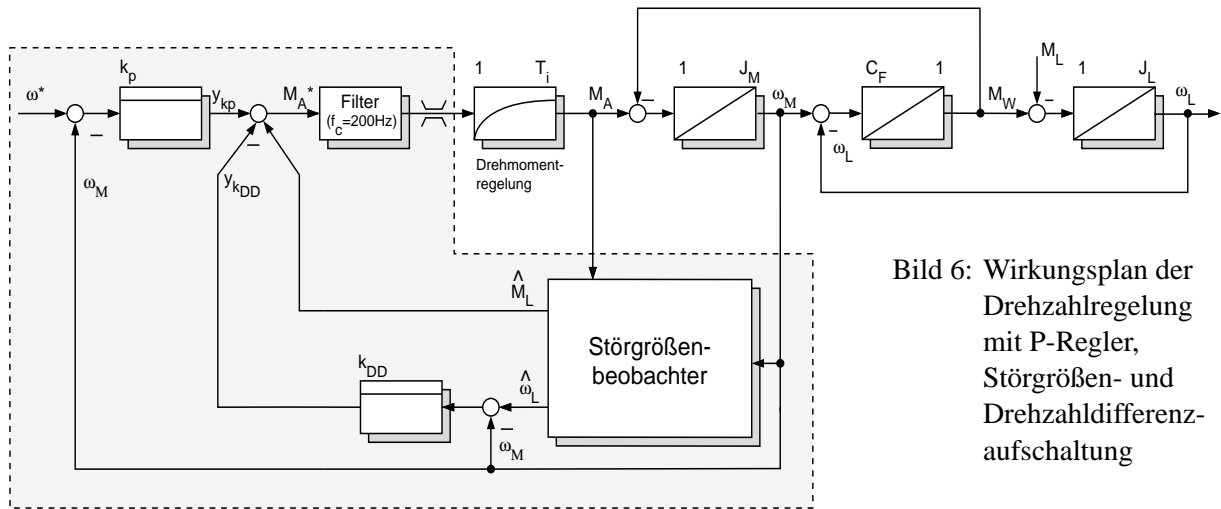 ω*
−
k_p
y_kp
−
M_A*
Filter
(f_c=200Hz)
1 T_i
Drehmoment-
regelung
M_A
−
1 J_M
ω_M
−
ω_L
C_F 1
M_W
M_L
−
1 J_L
ω_L
ω_M
y_k_DD
M̂_L
Störgrößen-
beobachter
k_DD
ω̂_L
−
ω_M
Bild 6: Wirkungsplan der
Drehzahlregelung
mit P-Regler,
Störgrößen- und
Drehzahldifferenz-
aufschaltung